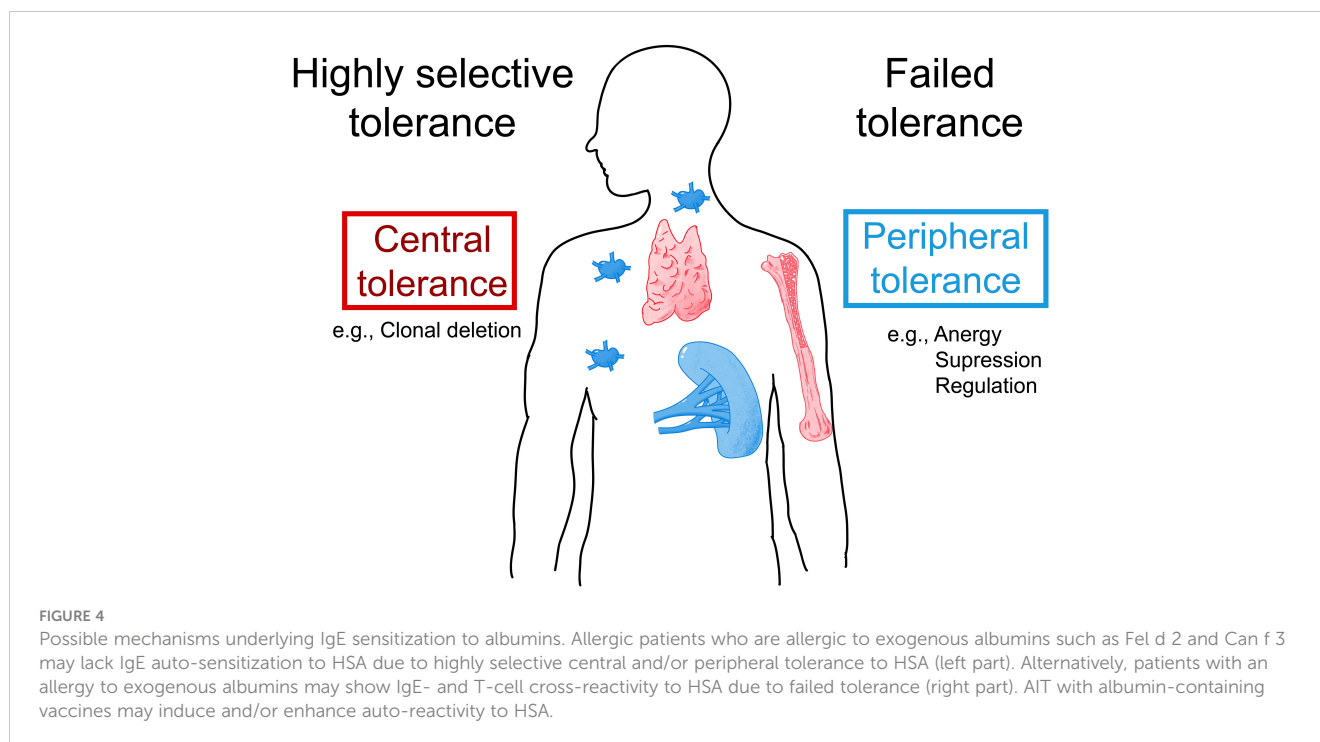 Highly selective
tolerance
Failed
tolerance
Central
tolerance
e.g., Clonal deletion
Peripheral
tolerance
e.g., Anergy
Supression
Regulation
FIGURE 4
Possible mechanisms underlying IgE sensitization to albumins. Allergic patients who are allergic to exogenous albumins such as Fel d 2 and Can f 3
may lack IgE auto-sensitization to HSA due to highly selective central and/or peripheral tolerance to HSA (left part). Alternatively, patients with an
allergy to exogenous albumins may show IgE- and T-cell cross-reactivity to HSA due to failed tolerance (right part). AIT with albumin-containing
vaccines may induce and/or enhance auto-reactivity to HSA.